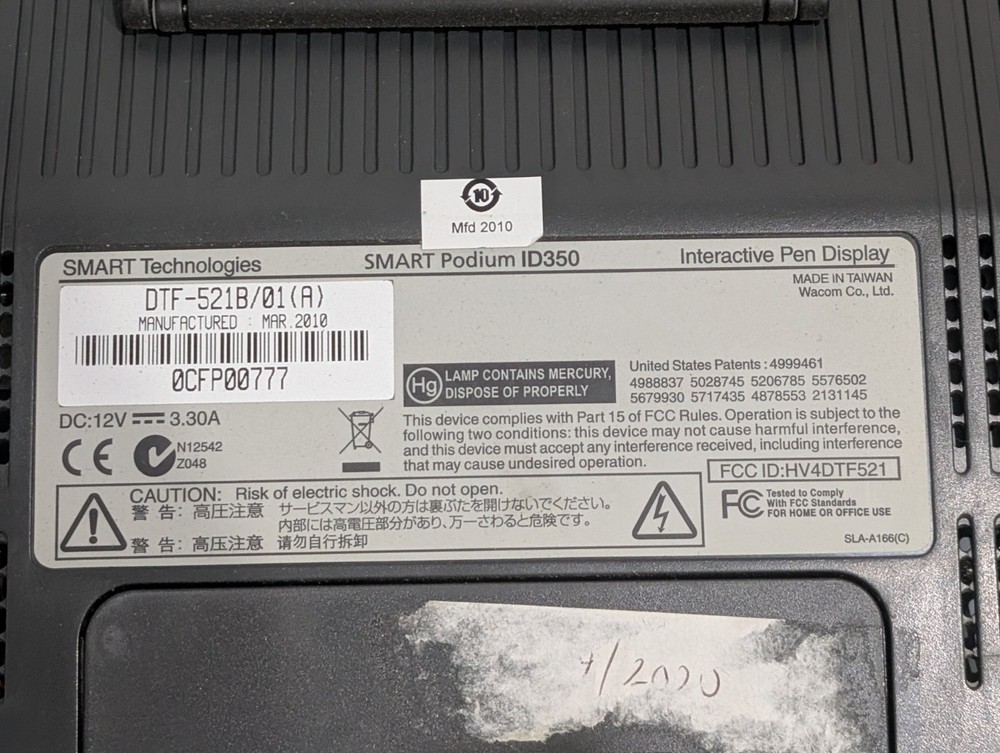 10
Mfd 2010
SMART Technologies SMART Podium ID350 Interactive Pen Display
MADE IN TAIWAN
Wacom Co., Ltd.
DTF-521B/01(A)
MANUFACTURED : MAR.2010
0CFP00777
DC:12V 3.30A
CE N12542
Z048
Hg LAMP CONTAINS MERCURY,
DISPOSE OF PROPERLY
United States Patents : 4999461
4988837 5028745 5206785 5576502
5679930 5717435 4878553 2131145
This device complies with Part 15 of FCC Rules. Operation is subject to the
following two conditions: this device may not cause harmful interference,
and this device must accept any interference received, including interference
that may cause undesired operation.
FCC ID:HV4DTF521
CAUTION: Risk of electric shock. Do not open.
警 告: 高圧注意 サービスマン以外の方は裏ぶたを開けないでください。
内部には高電圧部分があり、万一さわると危険です。
警 告: 高压注意 请勿自行拆卸
FC Tested to Comply
With FCC Standards
FOR HOME OR OFFICE USE
SLA-A166(C)